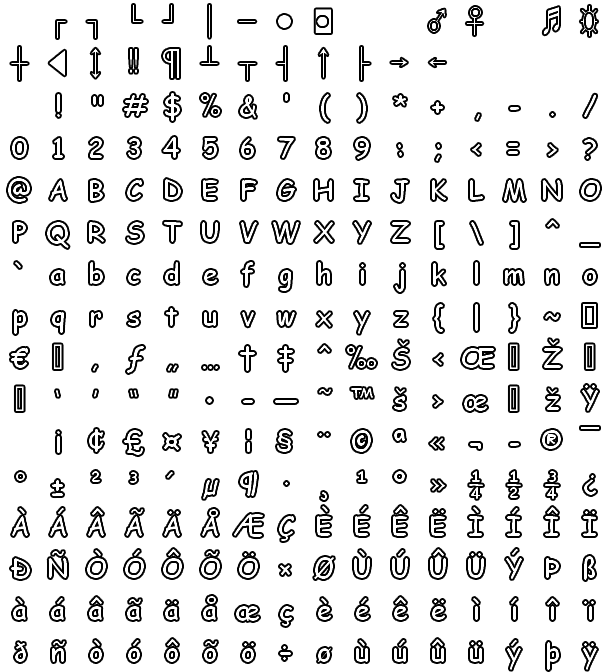 ┌ ┐ └ ┘ │ ─ ○ ◙ ♂ ♀ ♫ ☼
┼ ◄ ↕ ‼ ¶ ┴ ┬ ┤ ↑ ├ → ←
! " # $ % & ' ( ) * + , - . /
0 1 2 3 4 5 6 7 8 9 : ; < = > ?
@ A B C D E F G H I J K L M N O
P Q R S T U V W X Y Z [ \ ] ^ _
` a b c d e f g h i j k l m n o
p q r s t u v w x y z { | } ~ ▯
€ ▯ ‚ ƒ „ … † ‡ ˆ ‰ Š ‹ Œ ▯ Ž ▯
▯ ‘ ’ “ ” • – — ˜ ™ š › œ ▯ ž Ÿ
¡ ¢ £ ¤ ¥ ¦ § ¨ © ª « ¬ - ® ¯
° ± ² ³ ´ µ ¶ · ¸ ¹ º » ¼ ½ ¾ ¿
À Á Â Ã Ä Å Æ Ç È É Ê Ë Ì Í Î Ï
Ð Ñ Ò Ó Ô Õ Ö × Ø Ù Ú Û Ü Ý Þ ß
à á â ã ä å æ ç è é ê ë ì í î ï
ð ñ ò ó ô õ ö ÷ ø ù ú û ü ý þ ÿ